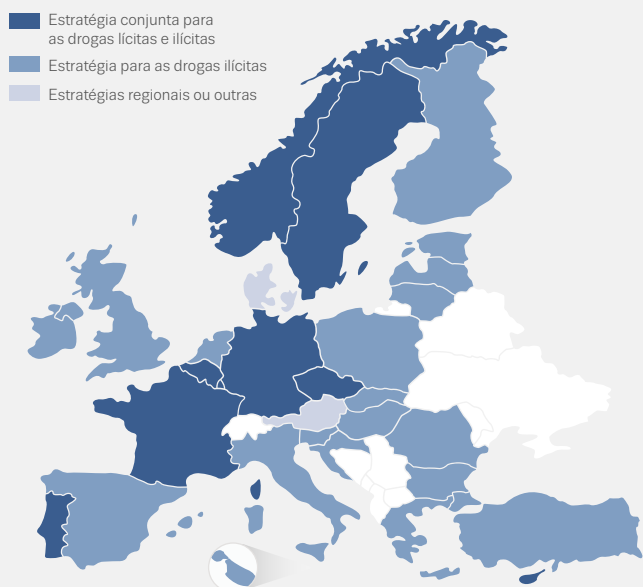 Estratégia conjunta para
as drogas lícitas e ilícitas
Estratégia para as drogas ilícitas
Estratégias regionais ou outras